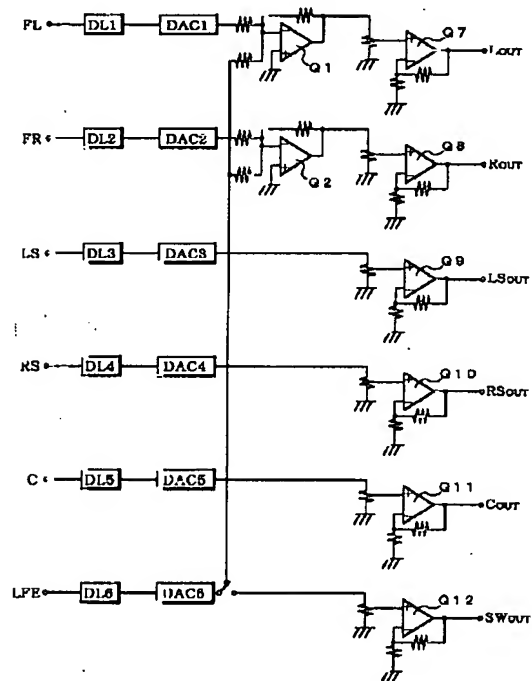 FL DL1 DAC1 Q1 Q7 LOUT
FR DL2 DAC2 Q2 Q8 ROUT
LS DL3 DAC3 Q9 LSOUT
RS DL4 DAC4 Q10 RSOUT
C DL5 DAC5 Q11 COUT
LFE DL6 DAC6 Q12 SWOUT